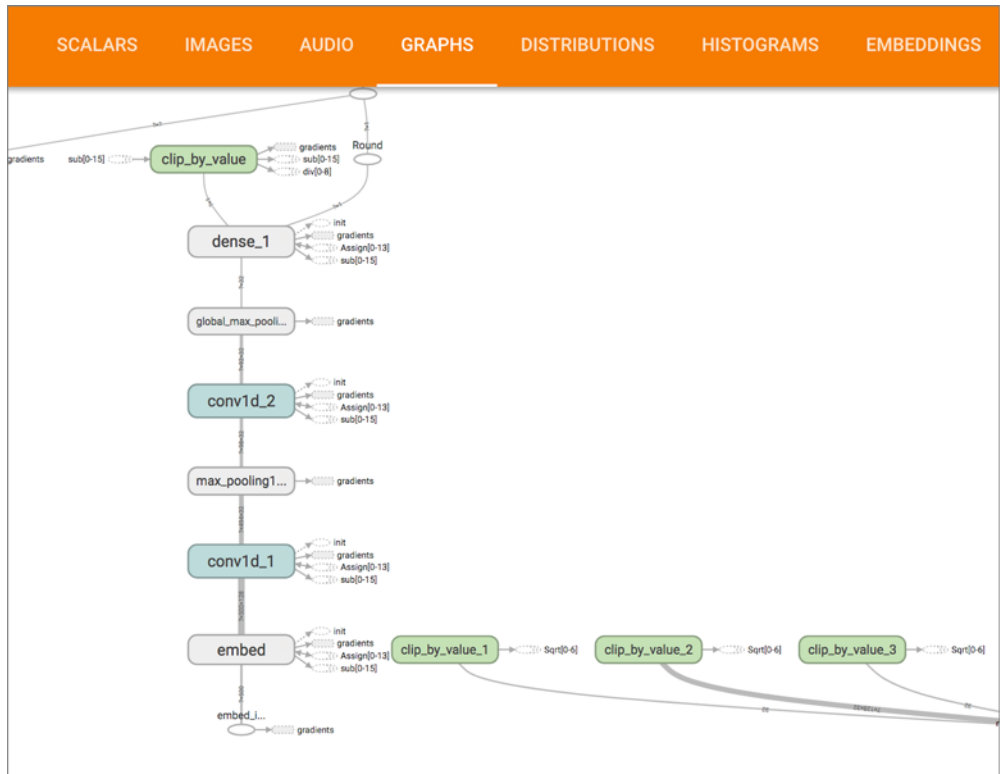 SCALARS IMAGES AUDIO GRAPHS DISTRIBUTIONS HISTOGRAMS EMBEDDINGS
gradients
sub[0-15]
clip_by_value
gradients
sub[0-15]
div[0-8]
Round
dense_1
init
gradients
Assign[0-13]
sub[0-15]
global_max_pooli...
gradients
conv1d_2
init
gradients
Assign[0-13]
sub[0-15]
max_pooling1...
gradients
conv1d_1
init
gradients
Assign[0-13]
sub[0-15]
embed
init
gradients
Assign[0-13]
sub[0-15]
clip_by_value_1
Sqrt[0-6]
clip_by_value_2
Sqrt[0-6]
clip_by_value_3
Sqrt[0-6]
embed_i...
gradients